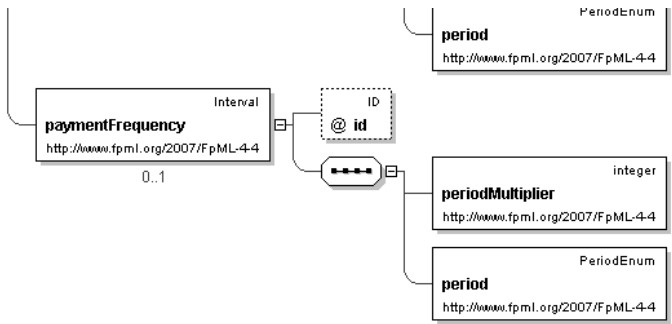 PeriodEnum
period
http://www.fpml.org/2007/FpML-4-4
Interval
paymentFrequency
http://www.fpml.org/2007/FpML-4-4
0..1
ID
@ id
integer
periodMultiplier
http://www.fpml.org/2007/FpML-4-4
PeriodEnum
period
http://www.fpml.org/2007/FpML-4-4